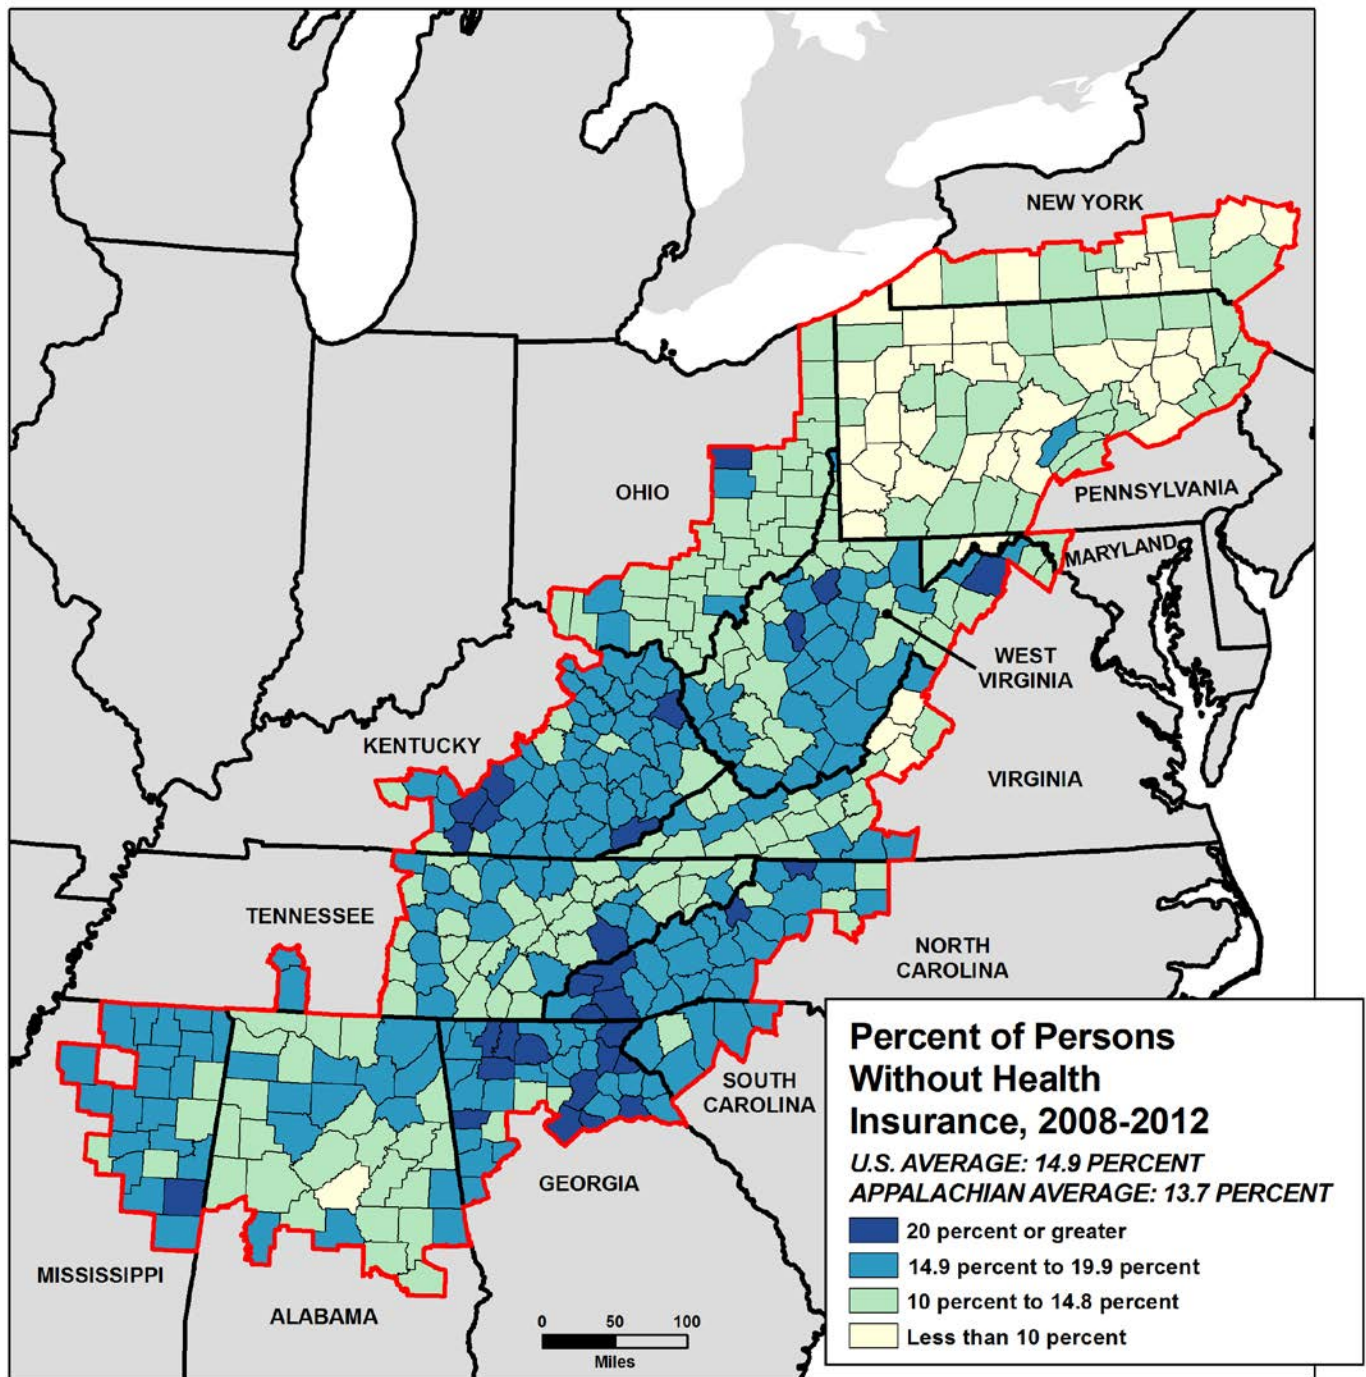 NEW YORK
OHIO
PENNSYLVANIA
MARYLAND
WEST
VIRGINIA
KENTUCKY
VIRGINIA
TENNESSEE
NORTH
CAROLINA
SOUTH
CAROLINA
GEORGIA
MISSISSIPPI
ALABAMA
0 50 100
Miles
Percent of Persons
Without Health
Insurance, 2008-2012
U.S. AVERAGE: 14.9 PERCENT
APPALACHIAN AVERAGE: 13.7 PERCENT
20 percent or greater
14.9 percent to 19.9 percent
10 percent to 14.8 percent
Less than 10 percent